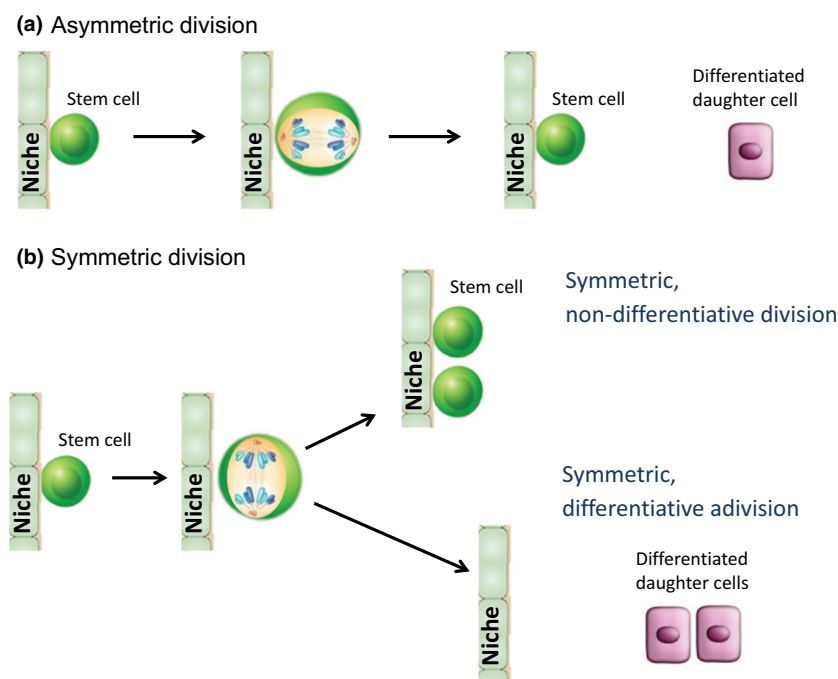 (a) Asymmetric division
Stem cell
Niche
Stem cell
Niche
Niche
Differentiated
daughter cell
(b) Symmetric division
Stem cell
Niche
Symmetric,
non-differentiative division
Stem cell
Niche
Niche
Symmetric,
differentiative adivision
Niche
Differentiated
daughter cells